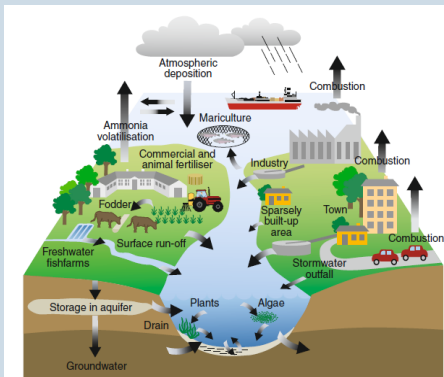 Atmospheric
deposition
Combustion
Mariculture
Ammonia
volatilisation
Commercial and
animal fertiliser
Industry
Combustion
Fodder
Sparsely
built-up
area
Town
Surface run-off
Combustion
Freshwater
fishfarms
Stormwater
outfall
Storage in aquifer
Plants
Algae
Drain
Groundwater